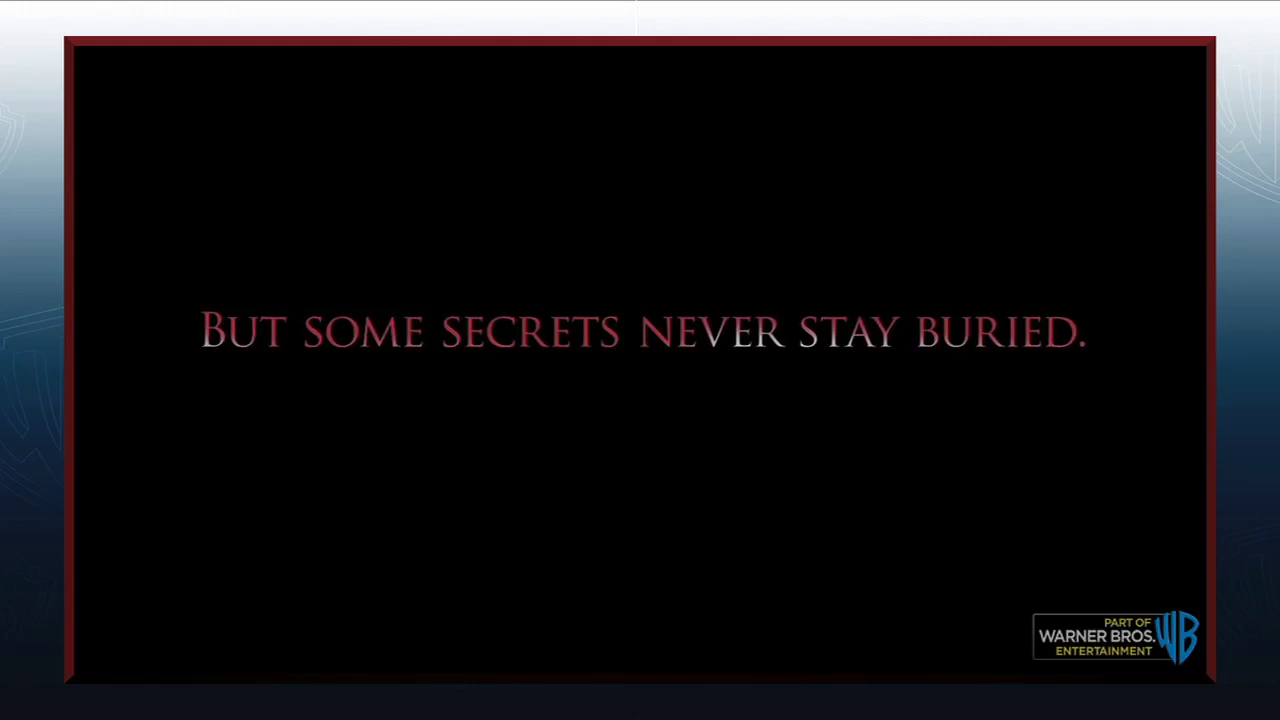 BUT SOME SECRETS NEVER STAY BURIED.
PART OF
WARNER BROS.
ENTERTAINMENT
WB